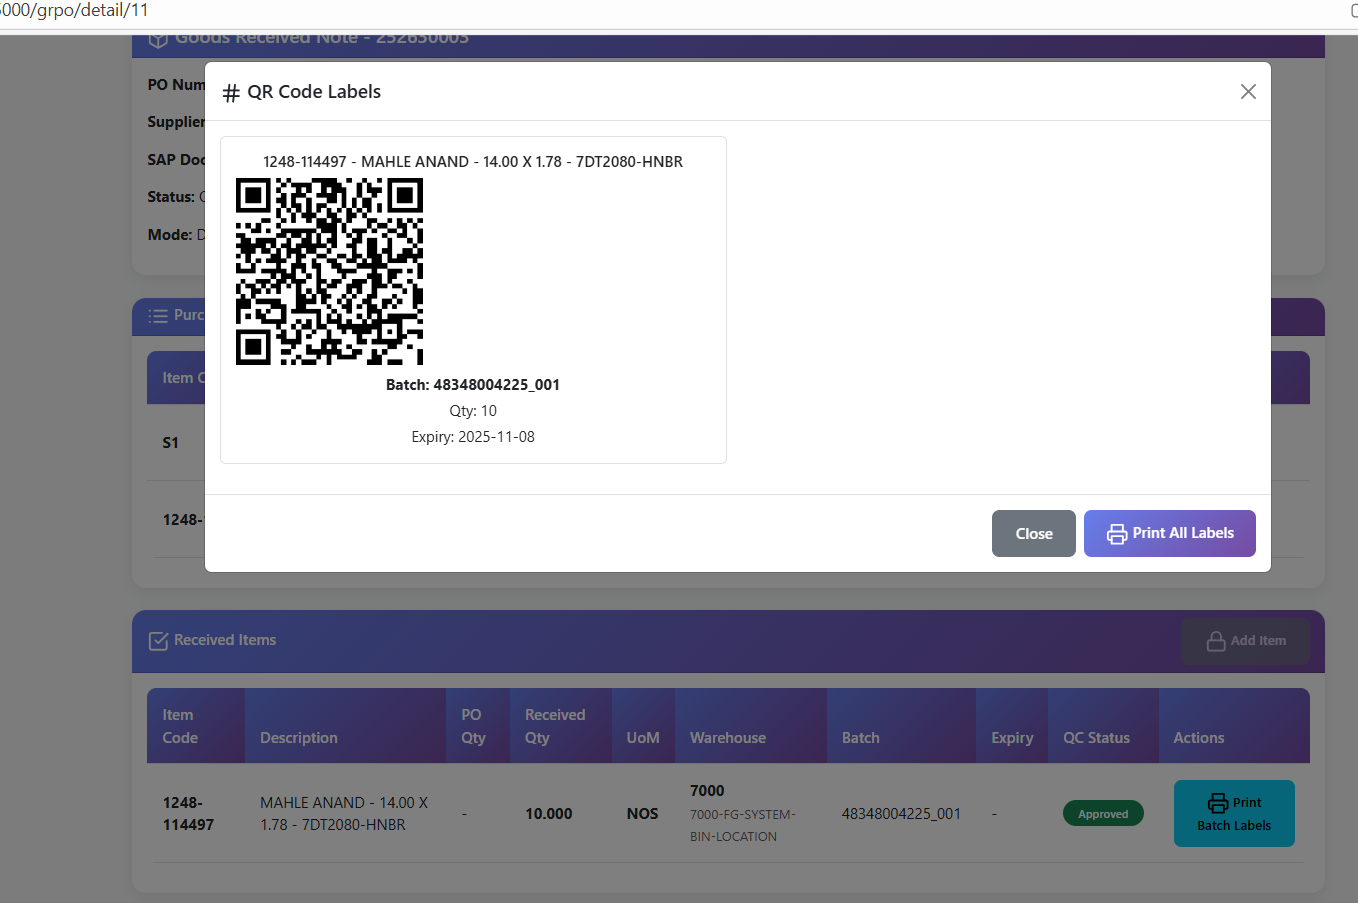 5000/grpo/detail/11
Goods Received Note - 252630003
PO Num
Supplier
SAP Doc
Status:
Mode: D
# QR Code Labels
1248-114497 - MAHLE ANAND - 14.00 X 1.78 - 7DT2080-HNBR
Batch: 48348004225_001
Qty: 10
Expiry: 2025-11-08
Close
Print All Labels
Purc
Item C
S1
1248-
Received Items
Add Item
Item Code
Description
PO Qty
Received Qty
UoM
Warehouse
Batch
Expiry
QC Status
Actions
1248-
114497
MAHLE ANAND - 14.00 X
1.78 - 7DT2080-HNBR
-
10.000
NOS
7000
7000-FG-SYSTEM-
BIN-LOCATION
48348004225_001
-
Approved
Print
Batch Labels